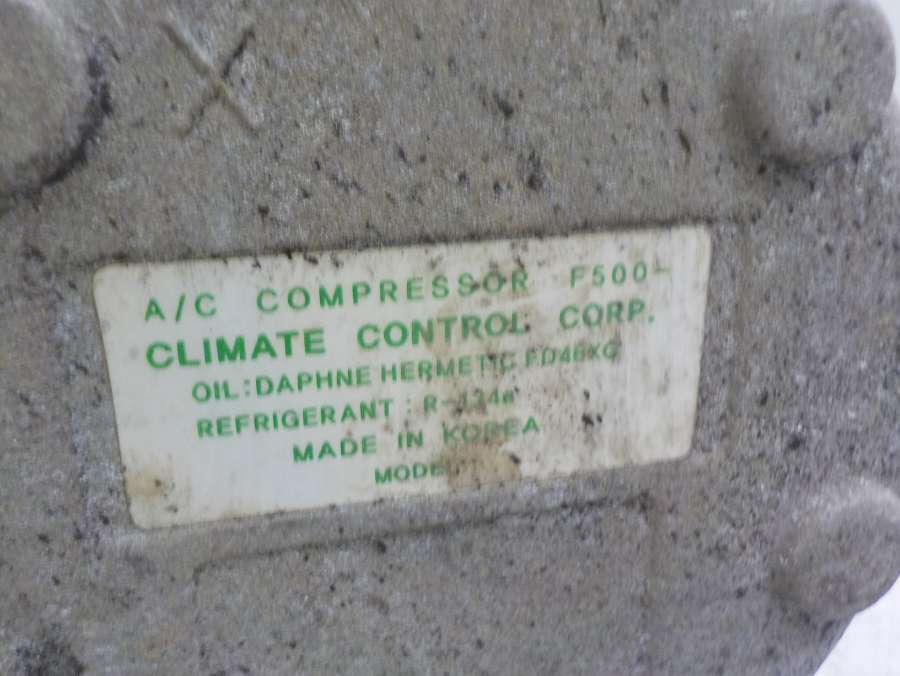 A/C COMPRESSOR F500-
CLIMATE CONTROL CORP.
OIL: DAPHNE HERMETIC FD46XG
REFRIGERANT : R-134a
MADE IN KOREA